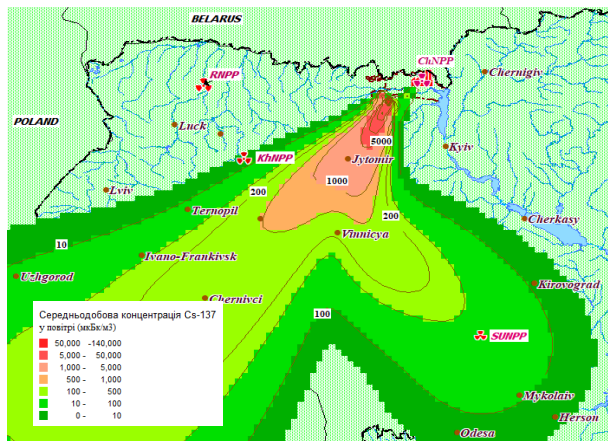 BELARUS
ChNPP
RNPP
Chernigiv
POLAND
Luck
5000
Kyiv
KhNPP
Jytomir
1000
Lviv
200
Ternopil
200
Cherkasy
Vinnicya
10
Ivano-Frankivsk
Uzhgorod
Kirovograd
Chernivci
100
Середньодобова концентрація Cs-137
у повітрі (мкБк/м3)
50,000 -140,000
5,000 - 50,000
1,000 - 5,000
500 - 1,000
100 - 500
10 - 100
0 - 10
SUNPP
Mykolaiv
Herson
Odesa